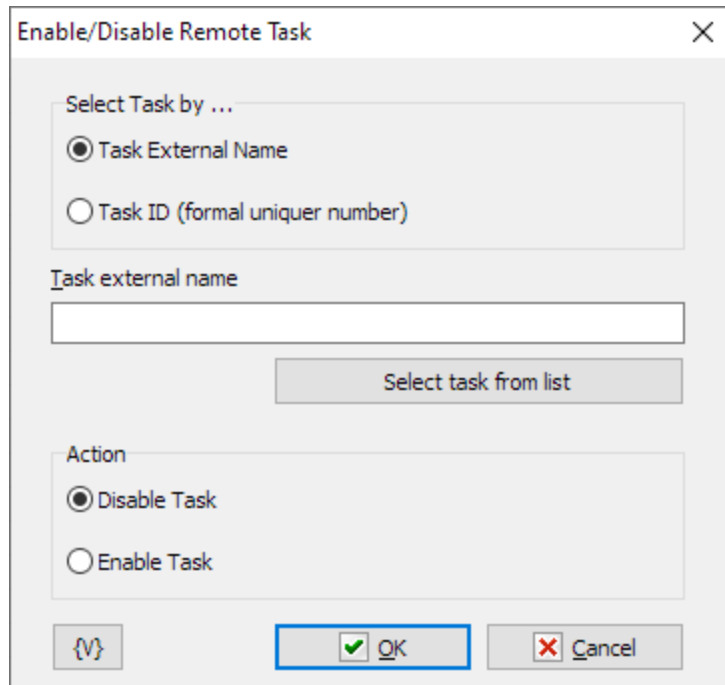 Enable/Disable Remote Task
Select Task by ...
Task External Name
Task ID (formal uniquer number)
Task external name
Select task from list
Action
Disable Task
Enable Task
{V}
OK
Cancel